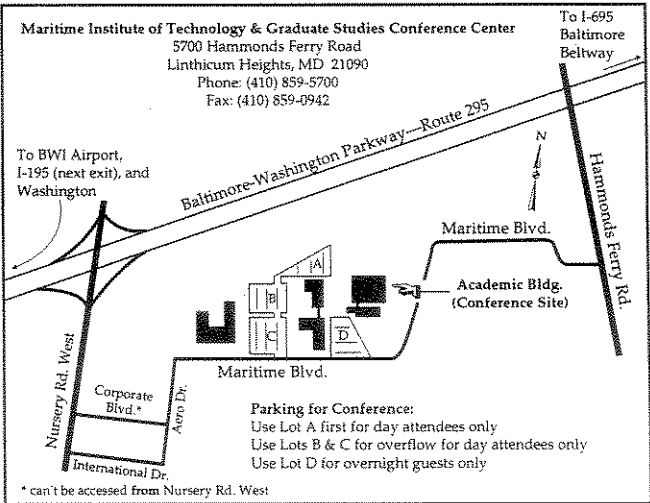 Maritime Institute of Technology & Graduate Studies Conference Center
5700 Hammonds Ferry Road
Linthicum Heights, MD  21090
Phone: (410) 859-5700
Fax: (410) 859-0942
To I-695
Baltimore
Beltway
To BWI Airport,
I-195 (next exit), and
Washington
Baltimore-Washington Parkway—Route 295
N
Hammonds Ferry Rd.
Maritime Blvd.
A
B
C
D
Academic Bldg.
(Conference Site)
Maritime Blvd.
Nursery Rd. West
Corporate
Blvd.*
Aero Dr.
International Dr.
Parking for Conference:
Use Lot A first for day attendees only
Use Lots B & C for overflow for day attendees only
Use Lot D for overnight guests only
* can't be accessed from Nursery Rd. West